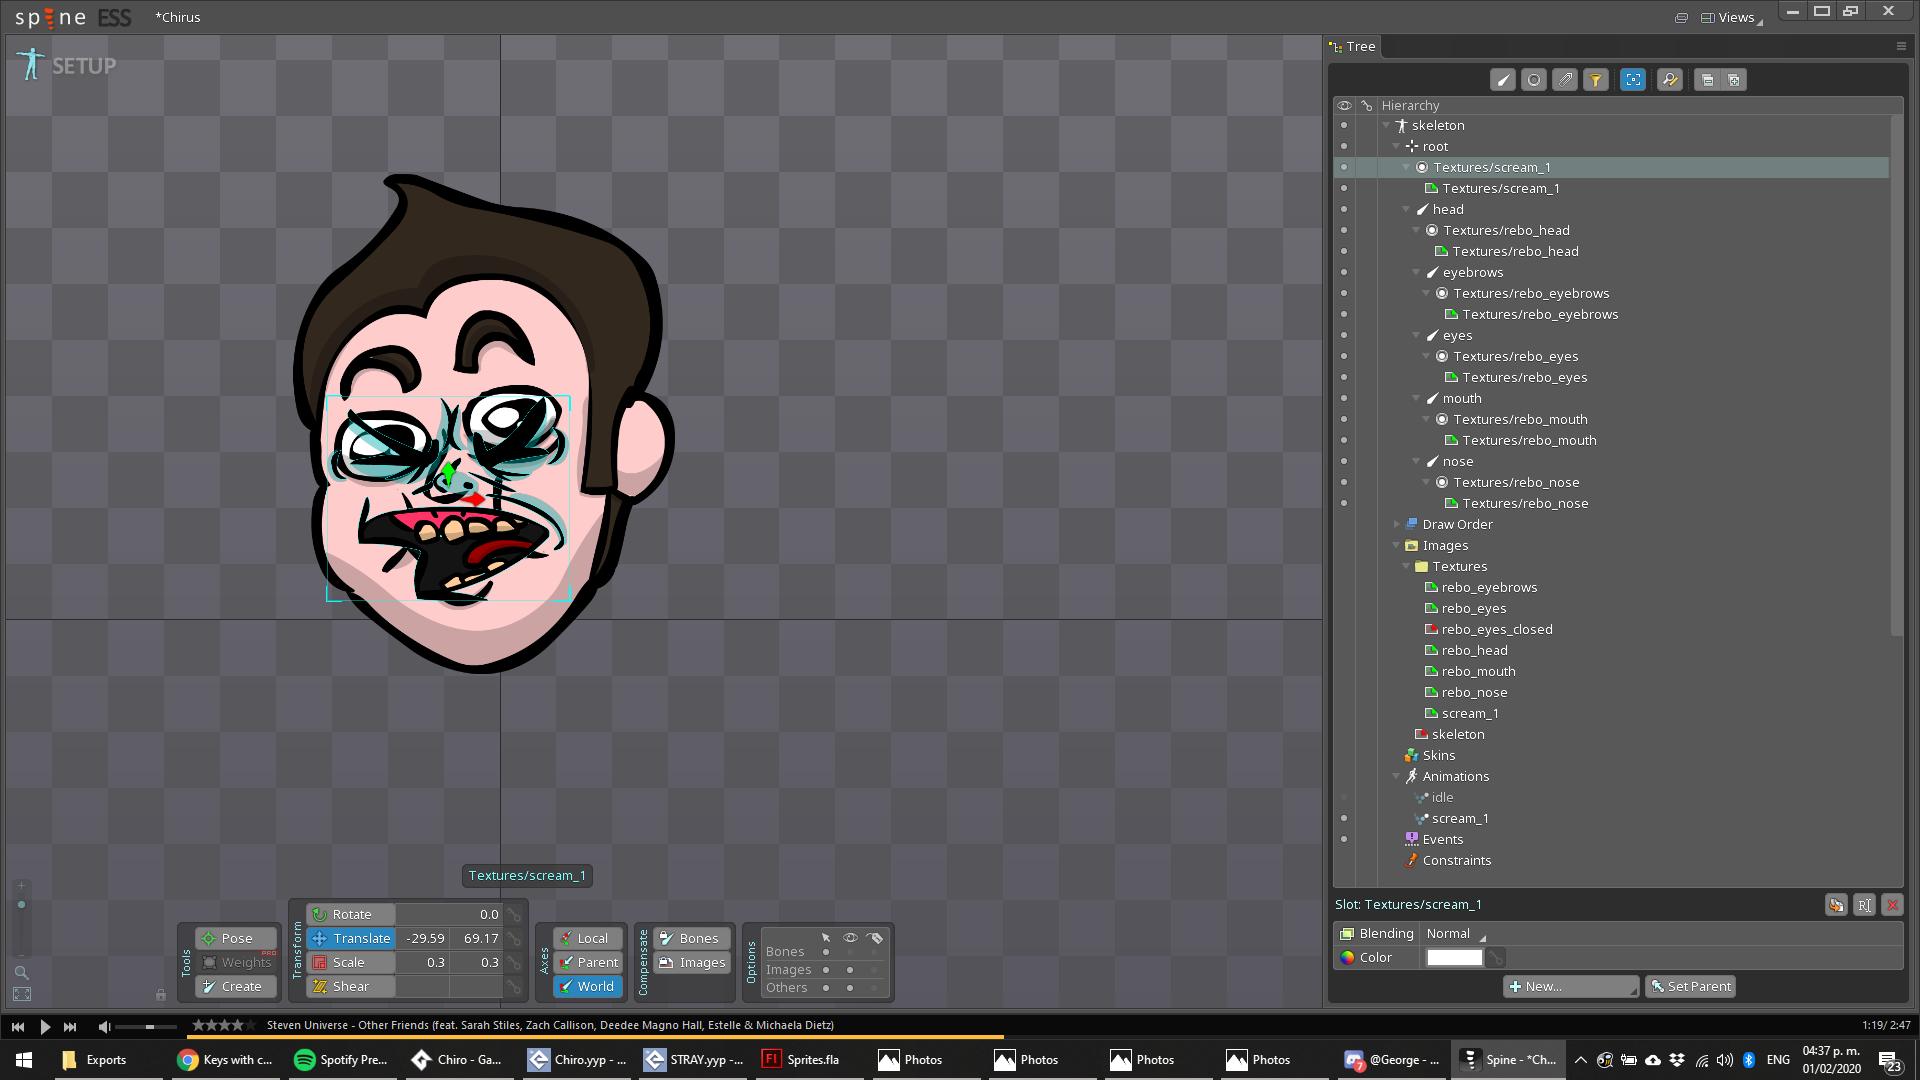 spine ESS
*Chirus
Views
SETUP
Tree
Hierarchy
skeleton
root
Textures/scream_1
Textures/scream_1
head
Textures/rebo_head
Textures/rebo_head
eyebrows
Textures/rebo_eyebrows
Textures/rebo_eyebrows
eyes
Textures/rebo_eyes
Textures/rebo_eyes
mouth
Textures/rebo_mouth
Textures/rebo_mouth
nose
Textures/rebo_nose
Textures/rebo_nose
Draw Order
Images
Textures
rebo_eyebrows
rebo_eyes
rebo_eyes_closed
rebo_head
rebo_mouth
rebo_nose
scream_1
skeleton
Skins
Animations
idle
scream_1
Events
Constraints
Slot: Textures/scream_1
Blending Normal
Color
New...
Set Parent
Textures/scream_1
Tools
Pose
Weights
PRO
Create
Transform
Rotate 0.0
Translate -29.59 69.17
Scale 0.3 0.3
Shear
Axes
Local
Parent
World
Compensate
Bones
Images
Options
Bones
Images
Others
Steven Universe - Other Friends (feat. Sarah Stiles, Zach Callison, Deedee Magno Hall, Estelle & Michaela Dietz)
1:19/ 2:47
Exports
Keys with c...
Spotify Pre...
Chiro - Ga...
Chiro.yyp - ...
STRAY.yyp -...
Fl
Sprites.fla
Photos
Photos
Photos
Photos
7
@George - ...
Spine - *Ch...
ENG
04:37 p. m.
01/02/2020
23